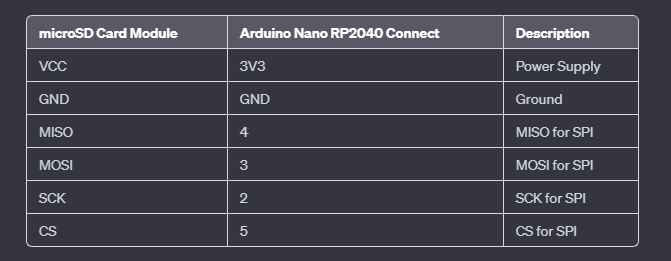 microSD Card Module Arduino Nano RP2040 Connect Description
VCC 3V3 Power Supply
GND GND Ground
MISO 4 MISO for SPI
MOSI 3 MOSI for SPI
SCK 2 SCK for SPI
CS 5 CS for SPI